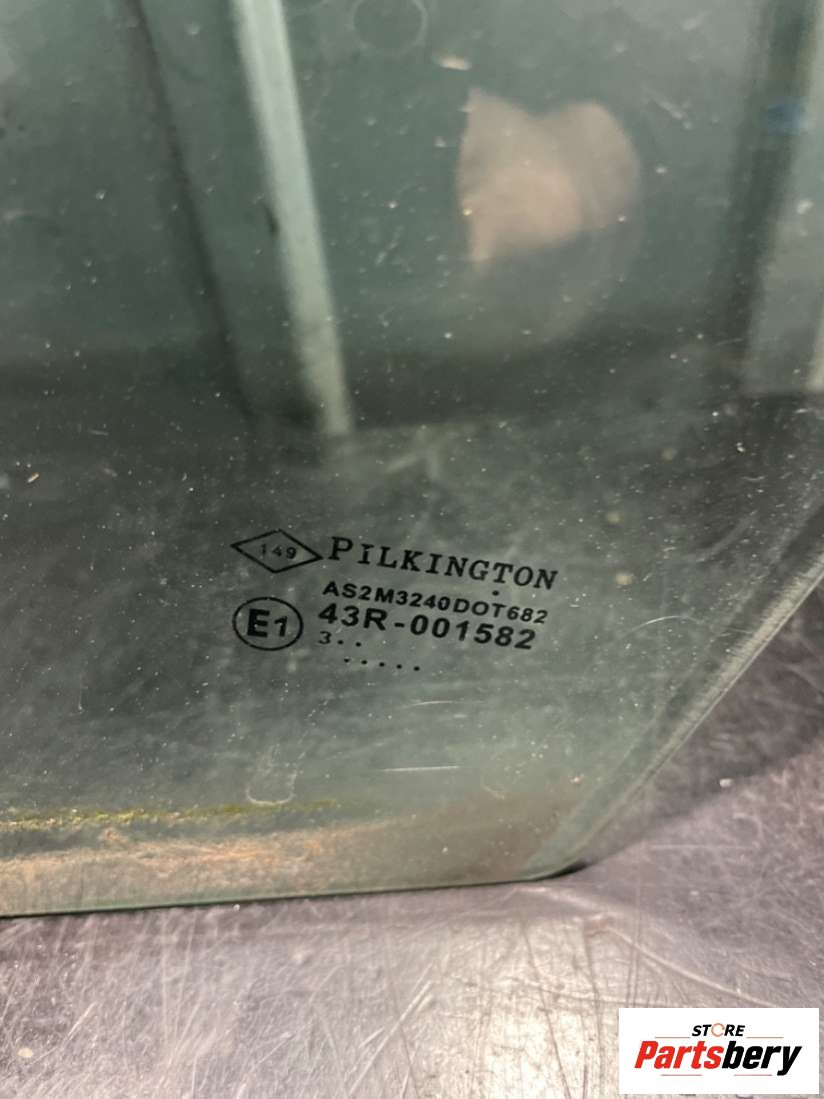 149 PILKINGTON
AS2M3240DOT682
E1 43R-001582
3..
.....
STORE
Partsbery